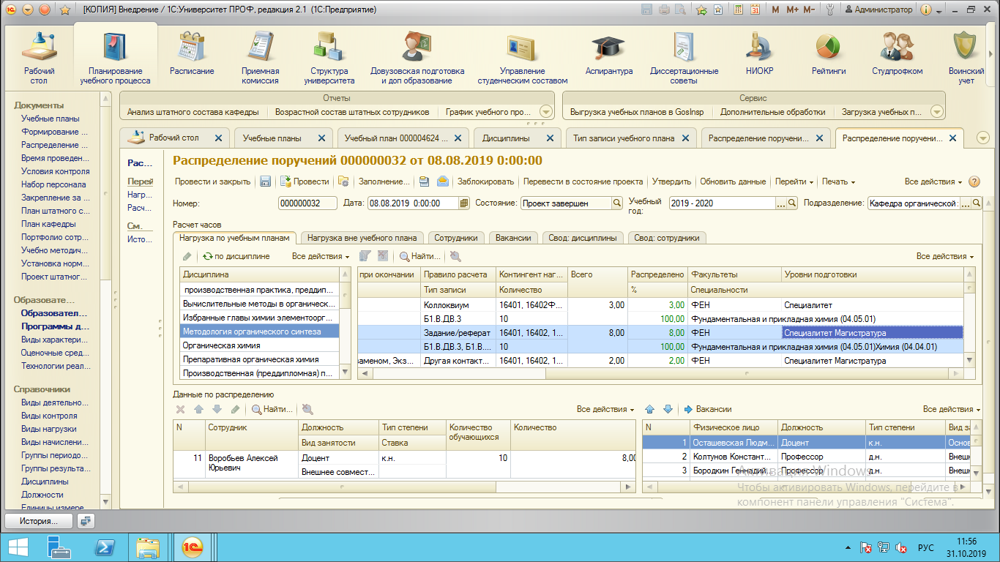 [КОПИЯ] Внедрение / 1С:Университет ПРОФ, редакция 2.1 (1С:Предприятие)
M M+ M- Администратор
Рабочий стол
Планирование учебного процесса
Расписание
Приемная комиссия
Структура университета
Довузовская подготовка и доп образование
Управление студенческим составом
Аспирантура
Диссертационные советы
НИОКР
Рейтинги
Студпрофком
Воинский учет
Документы
Учебные планы
Формирование ...
Распределение ...
Время проведен...
Условия контроля
Набор персонала
Закрепление за ...
План штатного с...
План кафедры
Портфолио сотр...
Учебно методич...
Установка норм...
Проект штатног...
Образовате...
Образовател...
Программы д...
Виды характери...
Оценочные сред...
Технологии реал...
Справочники
Виды деятельно...
Виды контроля
Виды нагрузки
Виды начислени...
Группы периодо...
Группы результа...
Дисциплины
Должности
Единицы измере...
Отчеты
Анализ штатного состава кафедры Возрастной состав штатных сотрудников График учебного про...
Сервис
Выгрузка учебных планов в GosInsp Дополнительные обработки Загрузка учебных п...
Рабочий стол Учебные планы Учебный план 000004624 ... Дисциплины Тип записи учебного плана Распределение поручени... Распределение поручени...
Рас...
Перей
Нагр...
Расч...
См.
Исто...
Распределение поручений 000000032 от 08.08.2019 0:00:00
Провести и закрыть Провести Заполнение... Заблокировать Перевести в состояние проекта Утвердить Обновить данные Перейти Печать Все действия
Номер: 000000032 Дата: 08.08.2019 0:00:00 Состояние: Проект завершен Учебный год: 2019 - 2020 Подразделение: Кафедра органической
Расчет часов
Нагрузка по учебным планам Нагрузка вне учебного плана Сотрудники Вакансии Свод: дисциплины Свод: сотрудники
по дисциплине Все действия Найти... Все действия
Дисциплина
производственная практика, преддип...
Вычислительные методы в органическ...
Избранные главы химии элементоорг...
Методология органического синтеза
Органическая химия
Препаративная органическая химия
Производственная (преддипломная) п...
при окончании Правило расчета Контингент наг... Всего Распределено Факультеты Уровни подготовки
Тип записи Количество % Специальности
Коллоквиум 16401, 16402Ф... 3,00 3,00 ФЕН Специалитет
Б1.В.ДВ.3 10 100,00 Фундаментальная и прикладная химия (04.05.01)
Задание/реферат 16401, 16402, 1... 8,00 8,00 ФЕН Специалитет Магистратура
Б1.В.ДВ.3, Б1.В.... 10 100,00 Фундаментальная и прикладная химия (04.05.01)Химия (04.04.01)
заменом, Экз... Другая контакт... 16401, 16402, 1... 2,00 2,00 ФЕН Специалитет Магистратура
Данные по распределению
Найти... Все действия Вакансии Все действия
N Сотрудник Должность Тип степени Количество обучающихся Количество
Вид занятости Ставка
11 Воробьев Алексей Юрьевич Доцент к.н. 10 8,00
Внешнее совмест...
N Физическое лицо Должность Тип степени Вид за
1 Осташевская Людм... Доцент к.н. Основ
2 Колтунов Констант... Профессор д.н. Внешн
3 Бородкин Геннадий... Профессор д.н. Внешн
Активация Windows
Чтобы активировать Windows, перейдите в
компонент панели управления "Система".
История...
РУС
11:56
31.10.2019